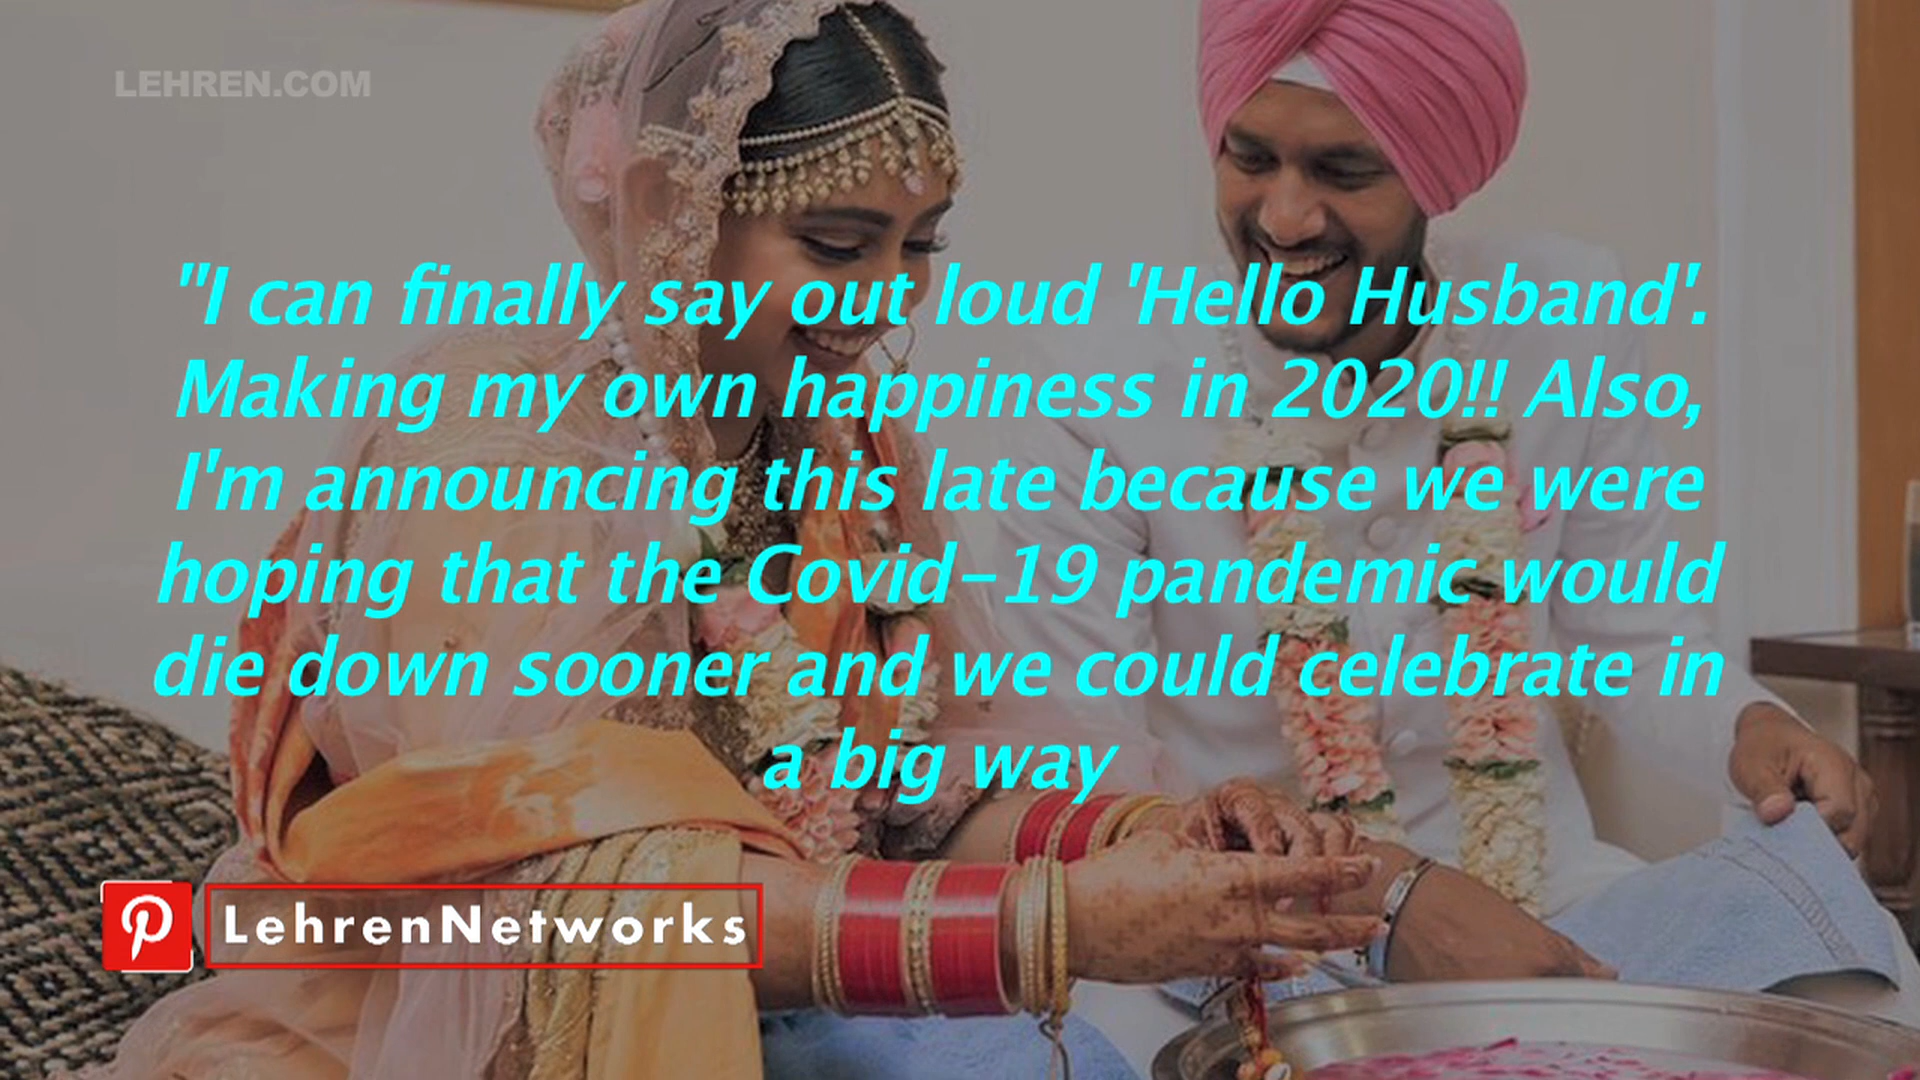 LEHREN.COM
"I can finally say out loud 'Hello Husband'.
Making my own happiness in 2020!! Also,
I'm announcing this late because we were
hoping that the Covid-19 pandemic would
die down sooner and we could celebrate in
a big way
LehrenNetworks